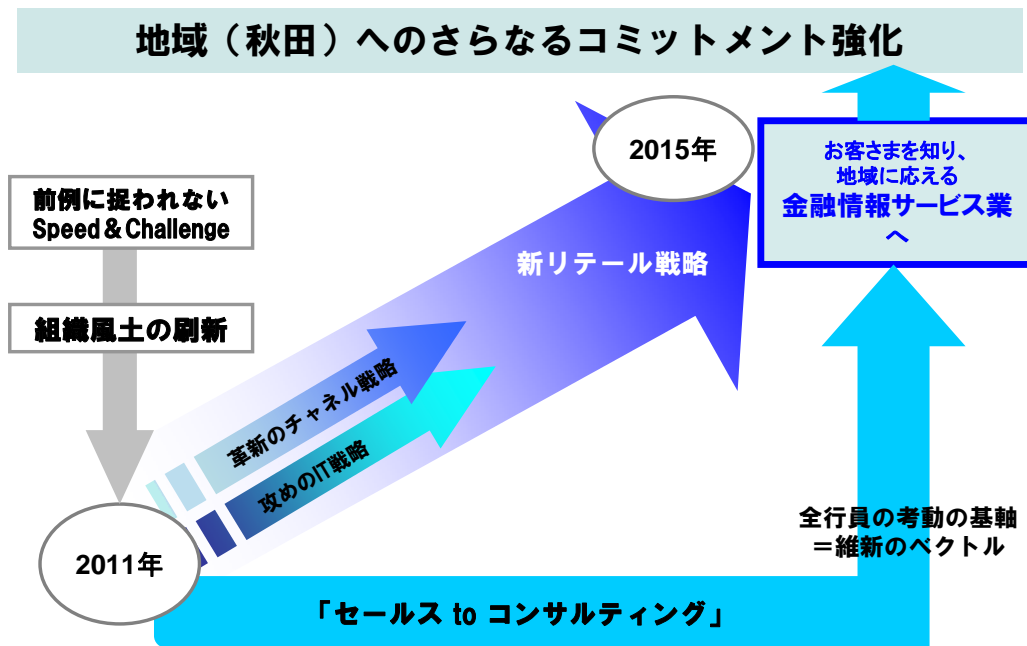 地域（秋田）へのさらなるコミットメント強化
2015年
お客さまを知り、
地域に応える
金融情報サービス業
へ
前例に捉われない
Speed＆Challenge
新リテール戦略
組織風土の刷新
革新のチャネル戦略
攻めのIT戦略
全行員の考動の基軸
＝維新のベクトル
2011年
「セールス to コンサルティング」